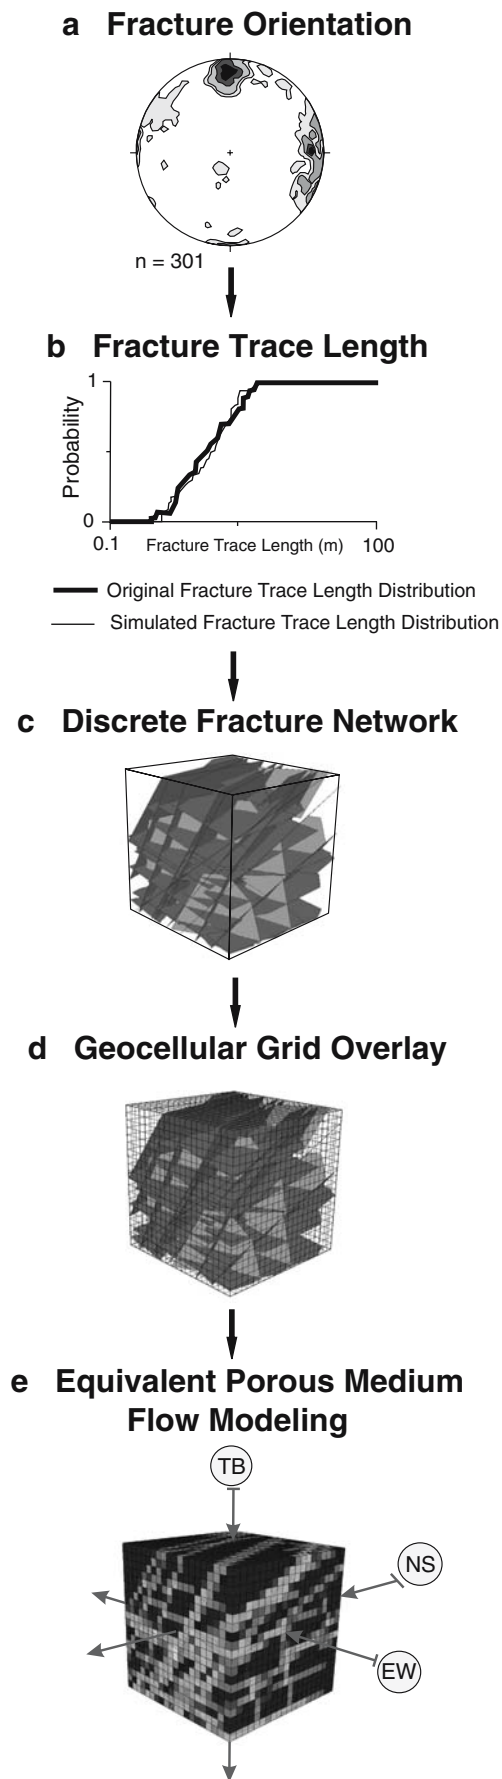 a Fracture Orientation
n = 301
b Fracture Trace Length
1
Probability
0
0.1 Fracture Trace Length (m) 100
Original Fracture Trace Length Distribution
Simulated Fracture Trace Length Distribution
c Discrete Fracture Network
d Geocellular Grid Overlay
e Equivalent Porous Medium
Flow Modeling
TB
NS
EW